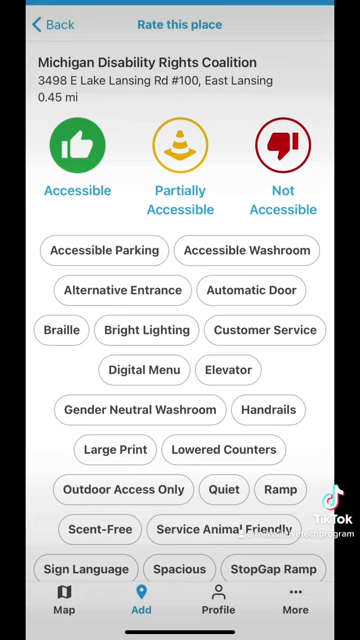 Back
Rate this place
Michigan Disability Rights Coalition
3498 E Lake Lansing Rd #100, East Lansing
0.45 mi
Accessible
Partially
Accessible
Not
Accessible
Accessible Parking
Accessible Washroom
Alternative Entrance
Automatic Door
Braille
Bright Lighting
Customer Service
Digital Menu
Elevator
Gender Neutral Washroom
Handrails
Large Print
Lowered Counters
Outdoor Access Only
Quiet
Ramp
TikTok
Scent-Free
Service Animal Friendly
Sign Language
Spacious
StopGap Ramp
Map
Add
Profile
More